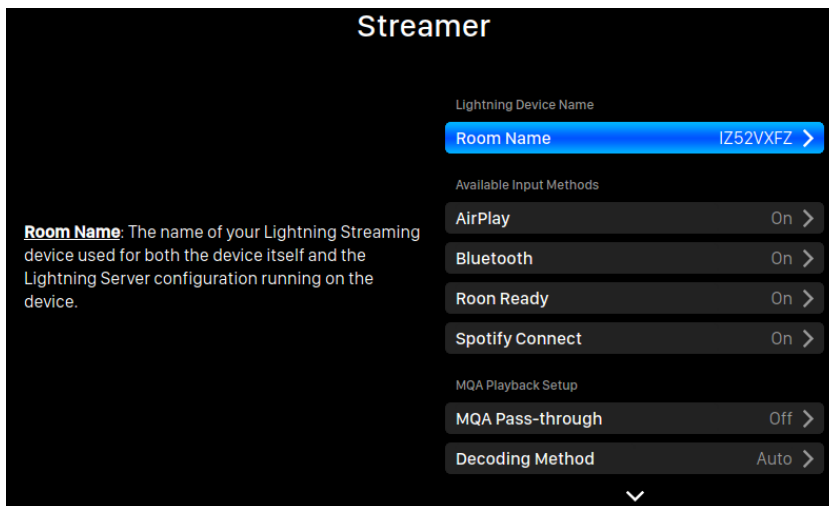 Streamer
Lightning Device Name
Room Name IZ52VXFZ
Available Input Methods
AirPlay On
Bluetooth On
Roon Ready On
Spotify Connect On
MQA Playback Setup
MQA Pass-through Off
Decoding Method Auto
Room Name: The name of your Lightning Streaming
device used for both the device itself and the
Lightning Server configuration running on the
device.